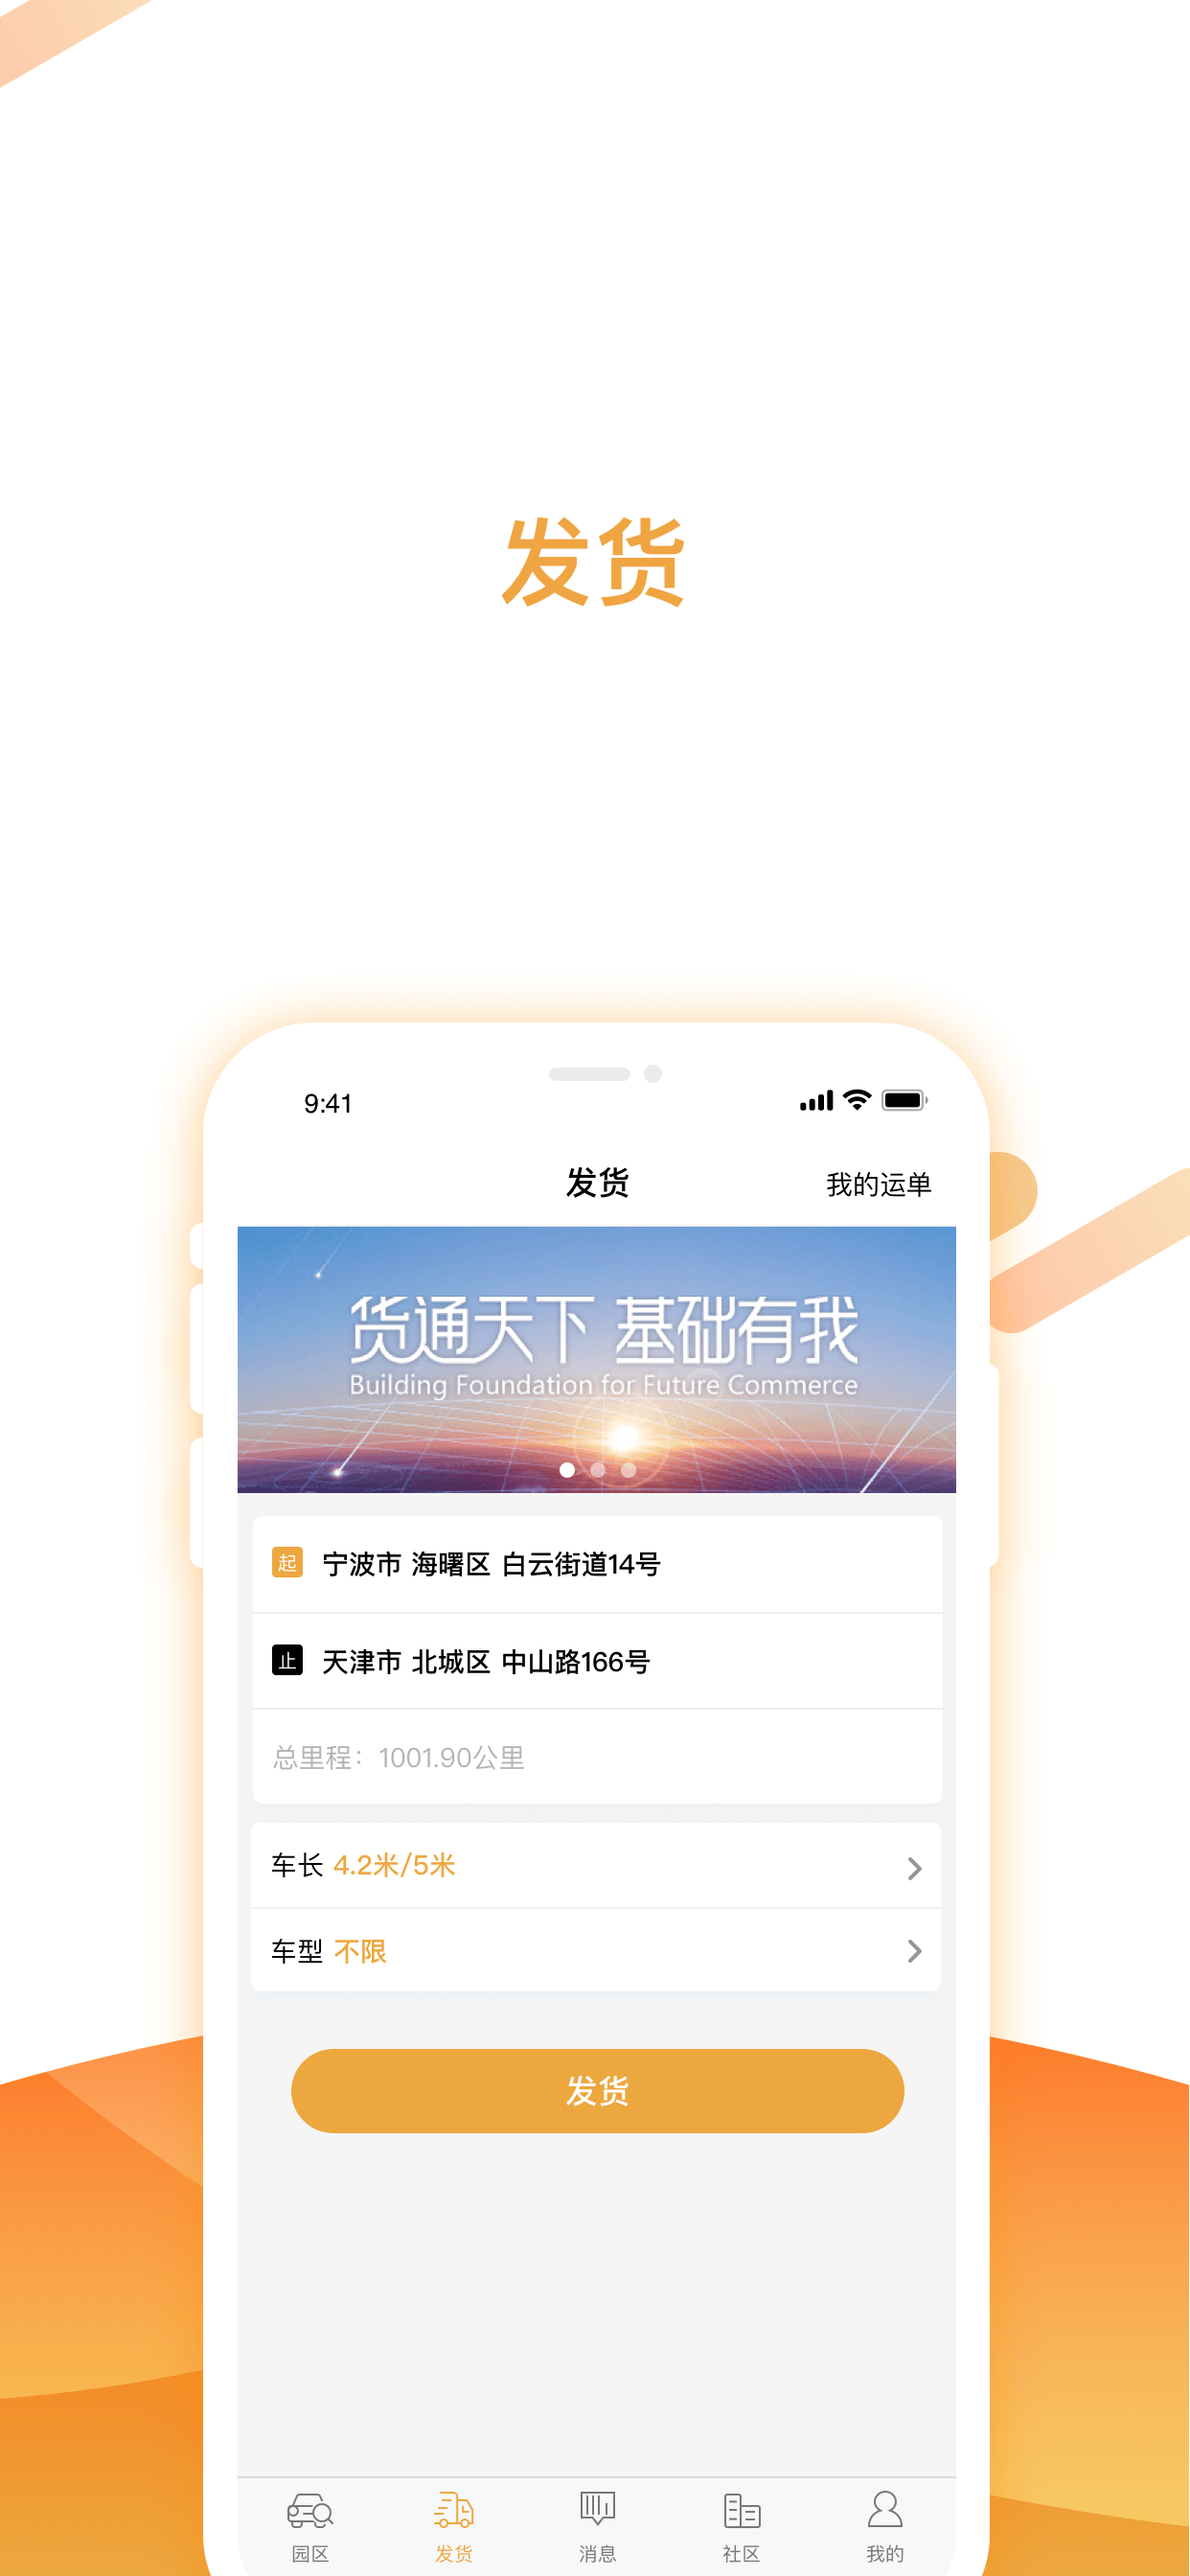 发货
9:41
发货
我的运单
货通天下 基础有我
Building Foundation for Future Commerce
起 宁波市 海曙区 白云街道14号
止 天津市 北城区 中山路166号
总里程：1001.90公里
车长 4.2米/5米
车型 不限
发货
园区 发货 消息 社区 我的